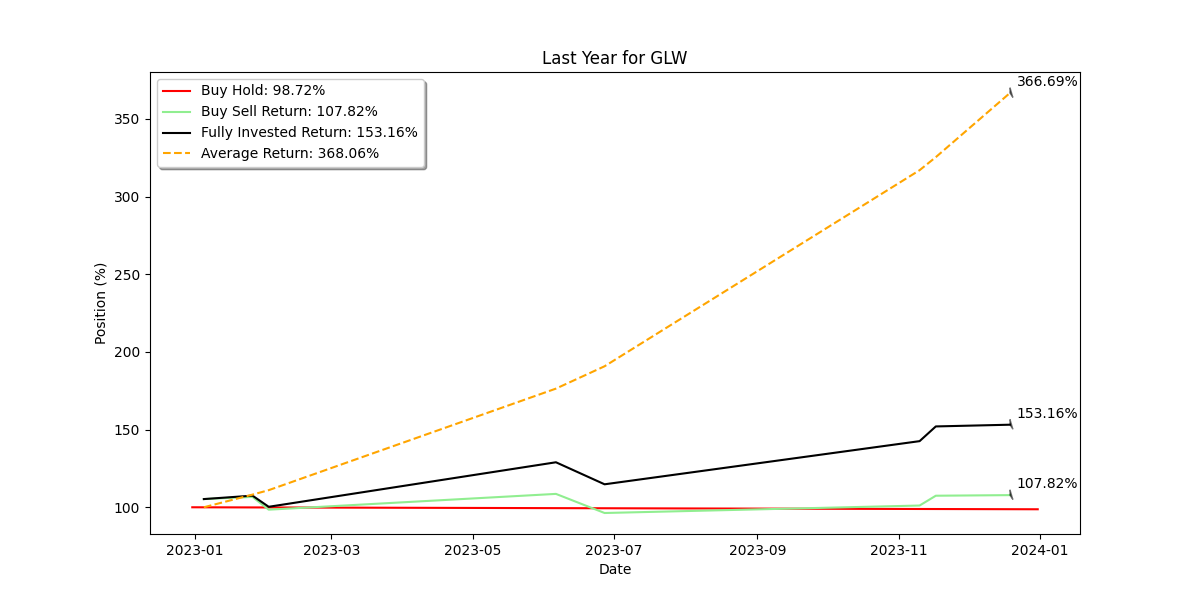 Last Year for GLW
Buy Hold: 98.72%
Buy Sell Return: 107.82%
Fully Invested Return: 153.16%
Average Return: 368.06%
366.69%
153.16%
107.82%
Position (%)
350
300
250
200
150
100
2023-01
2023-03
2023-05
2023-07
2023-09
2023-11
2024-01
Date